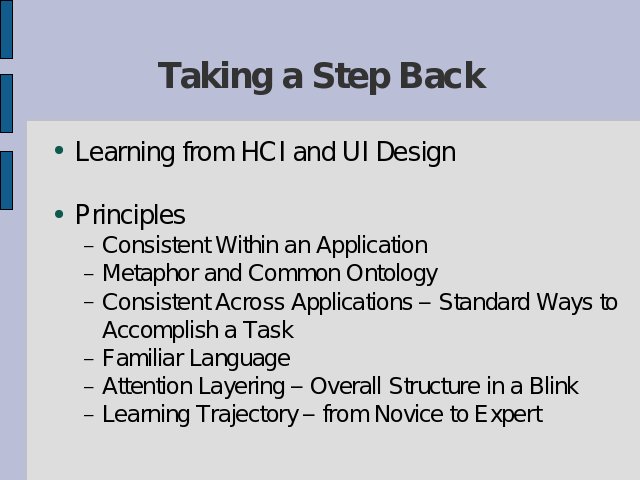 Taking a Step Back
• Learning from HCI and UI Design
• Principles
– Consistent Within an Application
– Metaphor and Common Ontology
– Consistent Across Applications – Standard Ways to
Accomplish a Task
– Familiar Language
– Attention Layering – Overall Structure in a Blink
– Learning Trajectory – from Novice to Expert